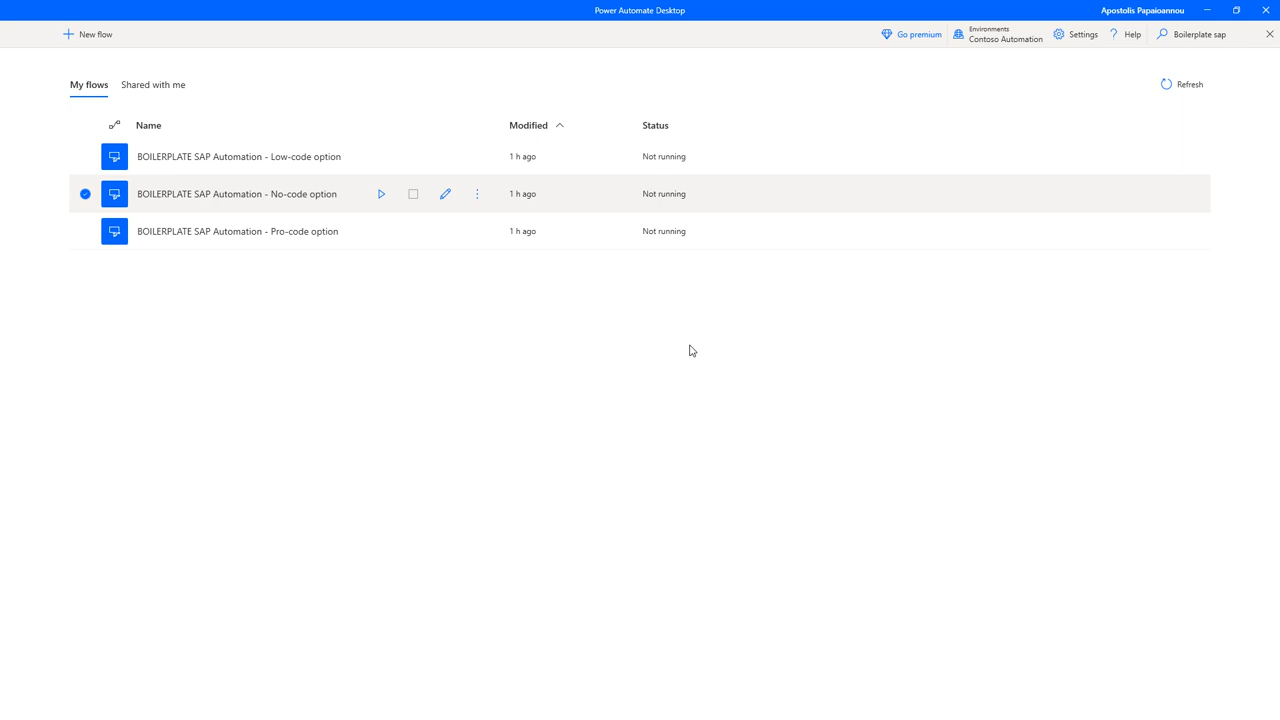 Power Automate Desktop
Apostolis Papaioannou
New flow
Go premium
Environments
Contoso Automation
Settings
Help
Boilerplate sap
My flows
Shared with me
Refresh
Name Modified Status
BOILERPLATE SAP Automation - Low-code option 1 h ago Not running
BOILERPLATE SAP Automation - No-code option 1 h ago Not running
BOILERPLATE SAP Automation - Pro-code option 1 h ago Not running